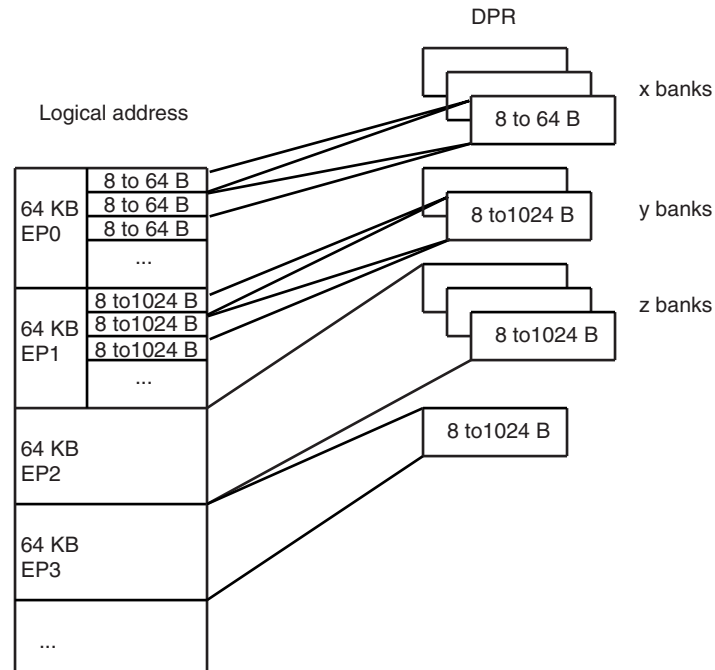 DPR
x banks
Logical address
8 to 64 B
64 KB
EP0
8 to 64 B
8 to 64 B
8 to 64 B
...
y banks
8 to1024 B
64 KB
EP1
8 to1024 B
8 to1024 B
8 to1024 B
...
z banks
8 to1024 B
64 KB
EP2
8 to1024 B
64 KB
EP3
...